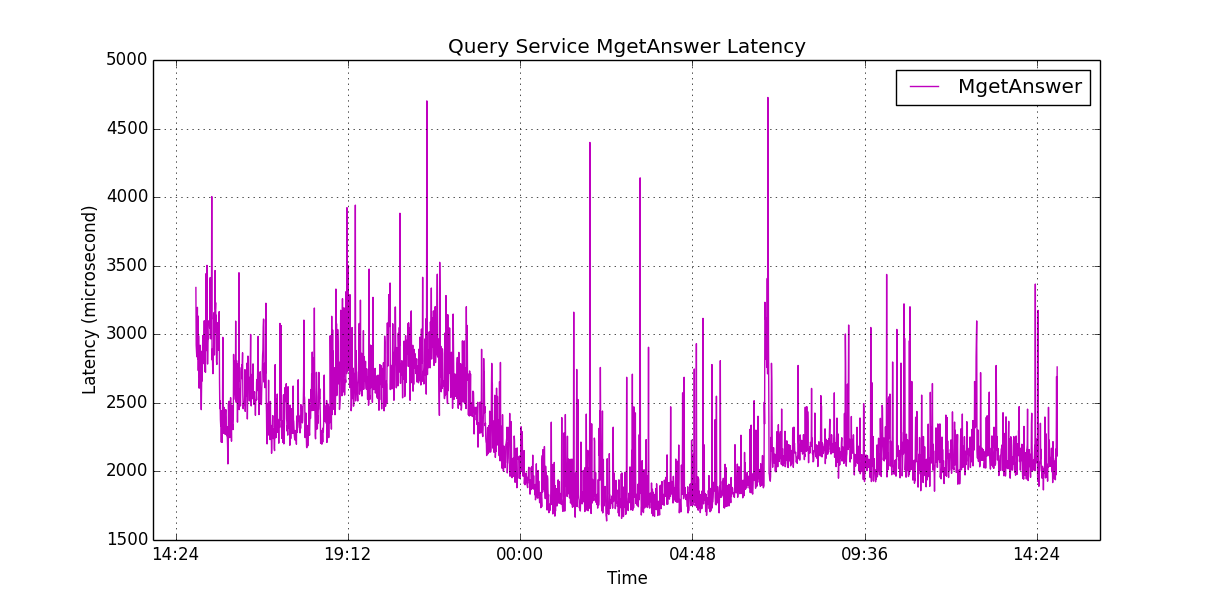 Query Service MgetAnswer Latency
MgetAnswer
5000
4500
4000
3500
3000
2500
2000
1500
Latency (microsecond)
14:24 19:12 00:00 04:48 09:36 14:24
Time